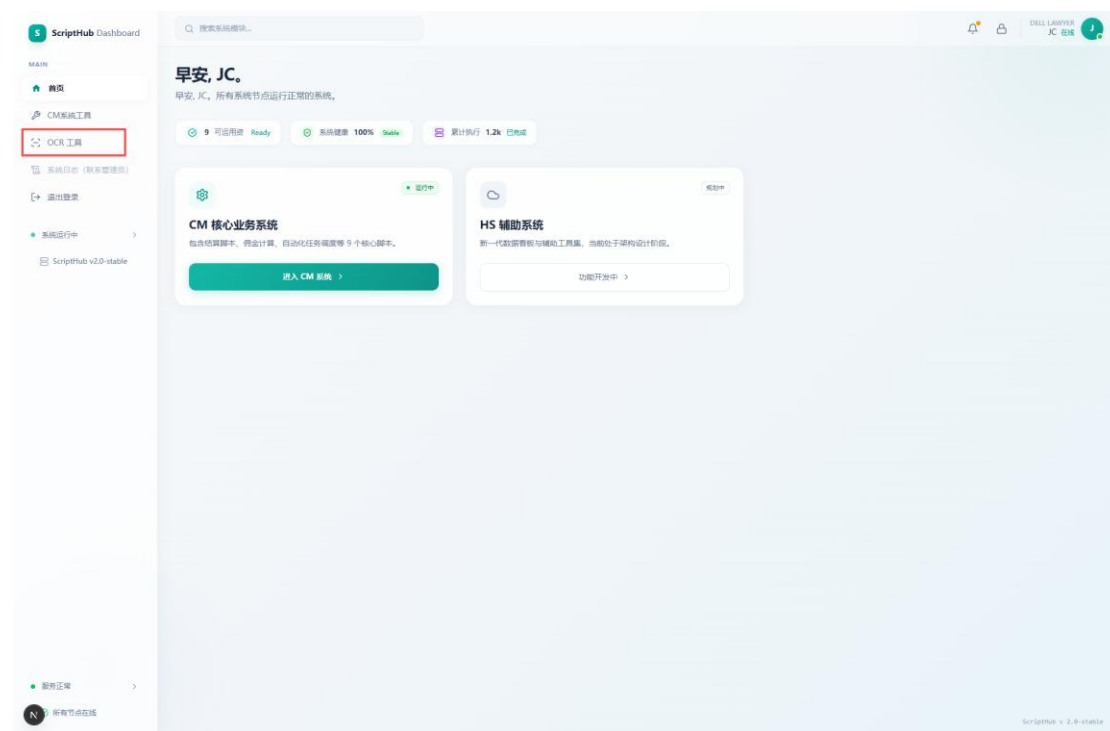 S ScriptHub Dashboard
搜索系统模块...
DELL LAWYER
JC 在线
J
MAIN
首页
CM系统工具
OCR 工具
系统日志（联系管理员）
退出登录
系统运行中
ScriptHub v2.0-stable
早安, JC。
早安, JC。所有系统节点运行正常的系统。
9 可运用资 Ready
系统健康 100% Stable
累计执行 1.2k 已完成
运行中
CM 核心业务系统
包含结算脚本、佣金计算、自动化任务调度等 9 个核心脚本。
进入 CM 系统
规划中
HS 辅助系统
新一代数据看板与辅助工具集，当前处于架构设计阶段。
功能开发中
服务正常
N 所有节点在线
ScriptHub v 2.0-stable